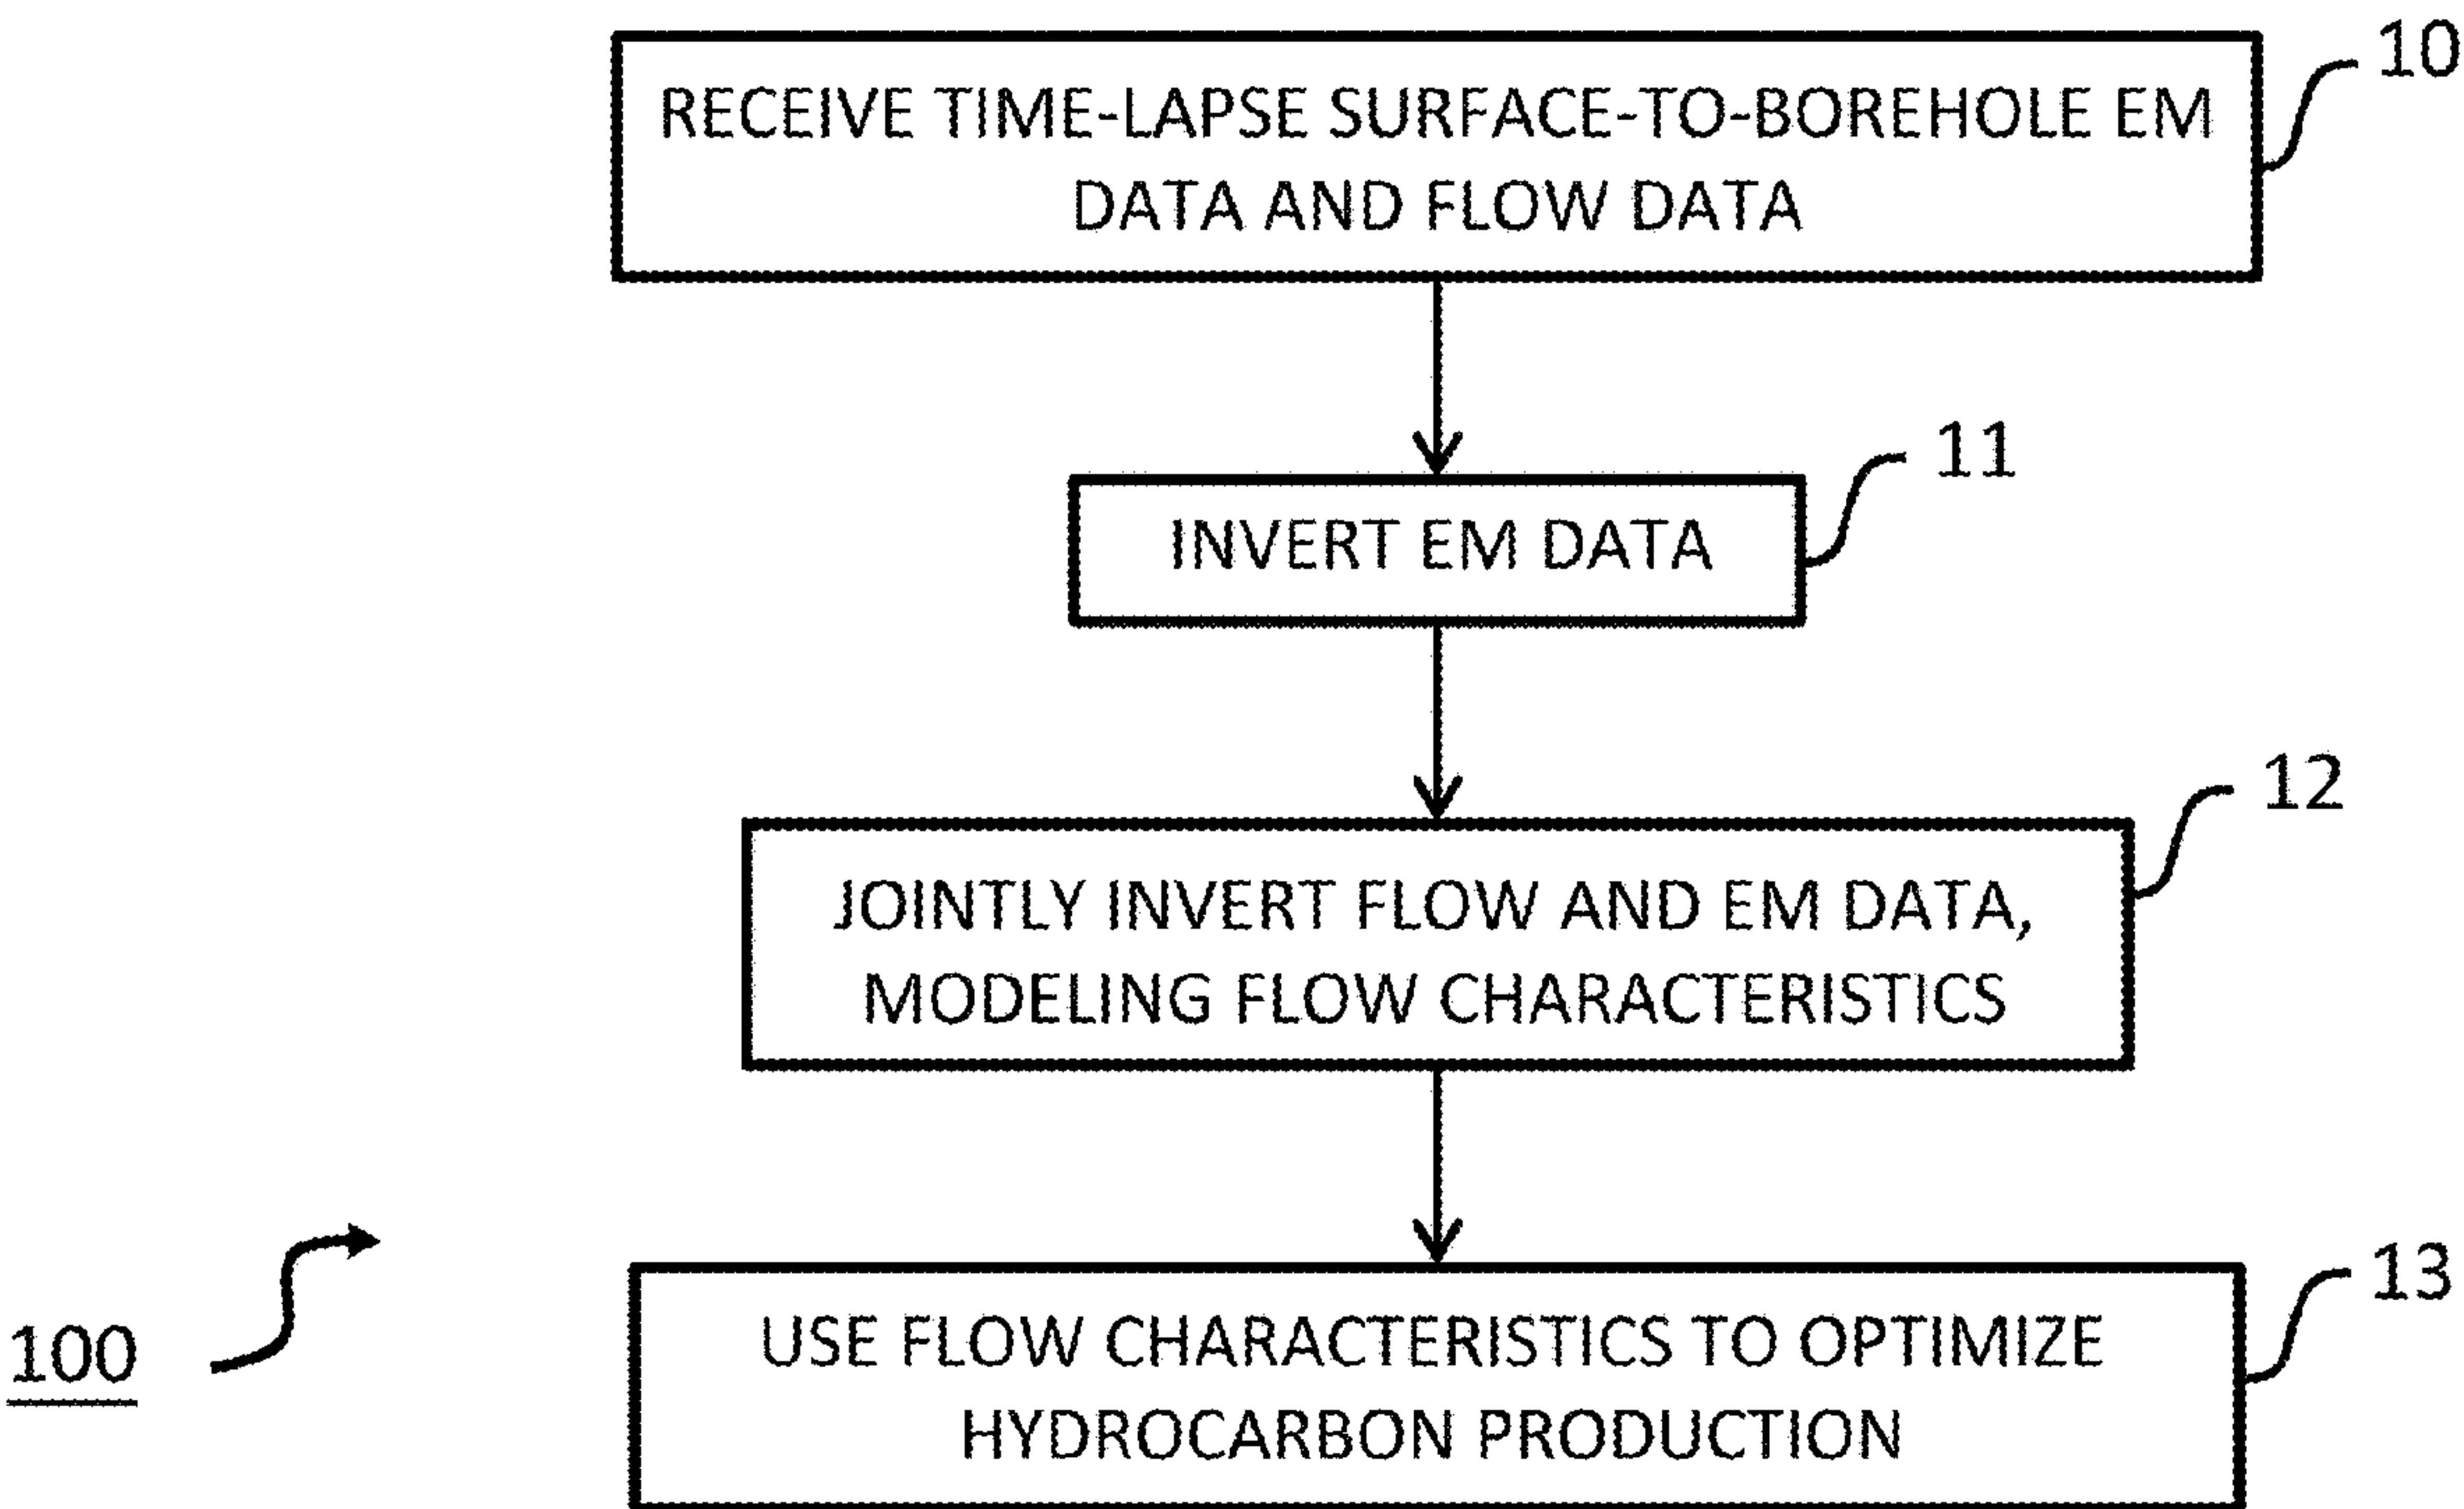 RECEIVE TIME-LAPSE SURFACE-TO-BOREHOLE EM
DATA AND FLOW DATA
10
INVERT EM DATA
11
JOINTLY INVERT FLOW AND EM DATA,
MODELING FLOW CHARACTERISTICS
12
USE FLOW CHARACTERISTICS TO OPTIMIZE
HYDROCARBON PRODUCTION
13
100